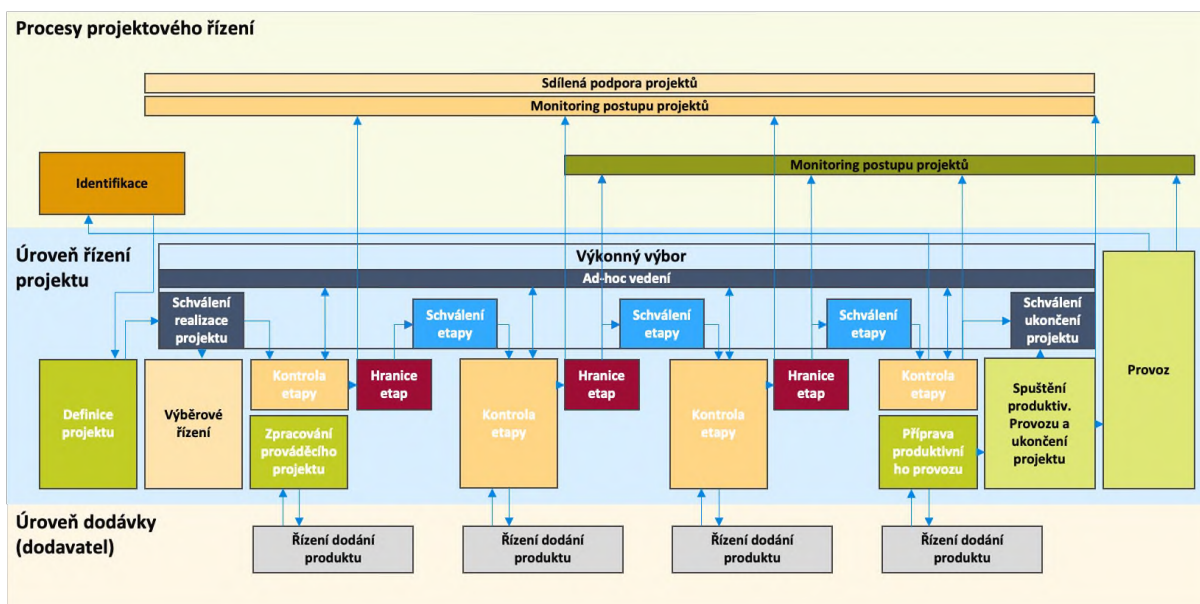 Procesy projektového řízení
Sdílená podpora projektů
Monitoring postupu projektů
Monitoring postupu projektů
Identifikace
Úroveň řízení
projektu
Výkonný výbor
Ad-hoc vedení
Schválení
realizace
projektu
Schválení
etapy
Schválení
etapy
Schválení
etapy
Schválení
ukončení
projektu
Definice
projektu
Výběrové
řízení
Kontrola
etapy
Zpracování
prováděcího
projektu
Hranice
etap
Kontrola
etapy
Hranice
etap
Kontrola
etapy
Hranice
etap
Kontrola
etapy
Příprava
produktivní
ho provozu
Spuštění
produktiv.
Provozu a
ukončení
projektu
Provoz
Úroveň dodávky
(dodavatel)
Řízení dodání
produktu
Řízení dodání
produktu
Řízení dodání
produktu
Řízení dodání
produktu